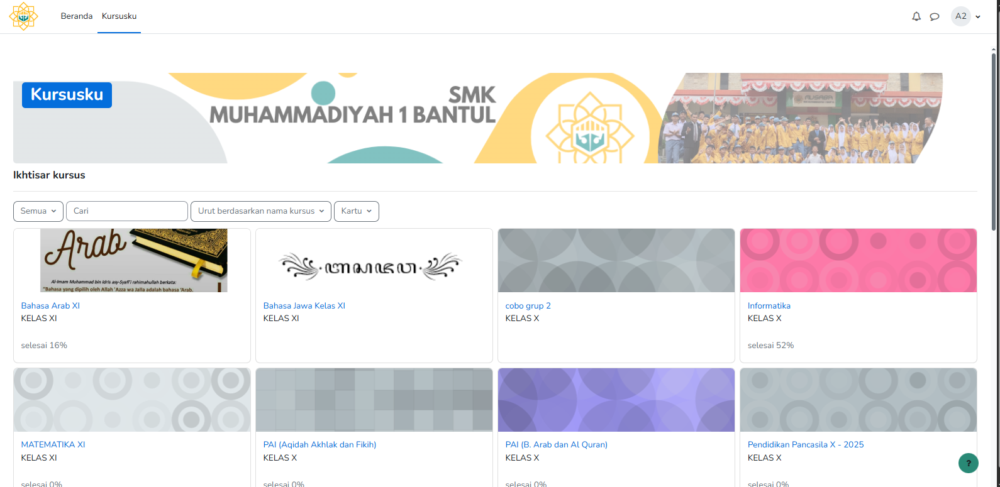 Beranda Kursusku
A2
Kursusku
SMK
MUHAMMADIYAH 1 BANTUL
MUSABA
Ikhtisar kursus
Semua Cari Urut berdasarkan nama kursus Kartu
Arab
Al-Imam Muhammad bin Idris asy-Syafi'i rahimahullah berkata:
"Bahasa yang dipilih oleh Allah 'Azza wa Jalla adalah bahasa 'Arab.
Bahasa Arab XI
KELAS XI
selesai 16%
Bahasa Jawa Kelas XI
KELAS XI
cobo grup 2
KELAS X
Informatika
KELAS X
selesai 52%
MATEMATIKA XI
KELAS XI
selesai 0%
PAI (Aqidah Akhlak dan Fikih)
KELAS X
selesai 0%
PAI (B. Arab dan Al Quran)
KELAS X
selesai 0%
Pendidikan Pancasila X - 2025
KELAS X
selesai 0%
?